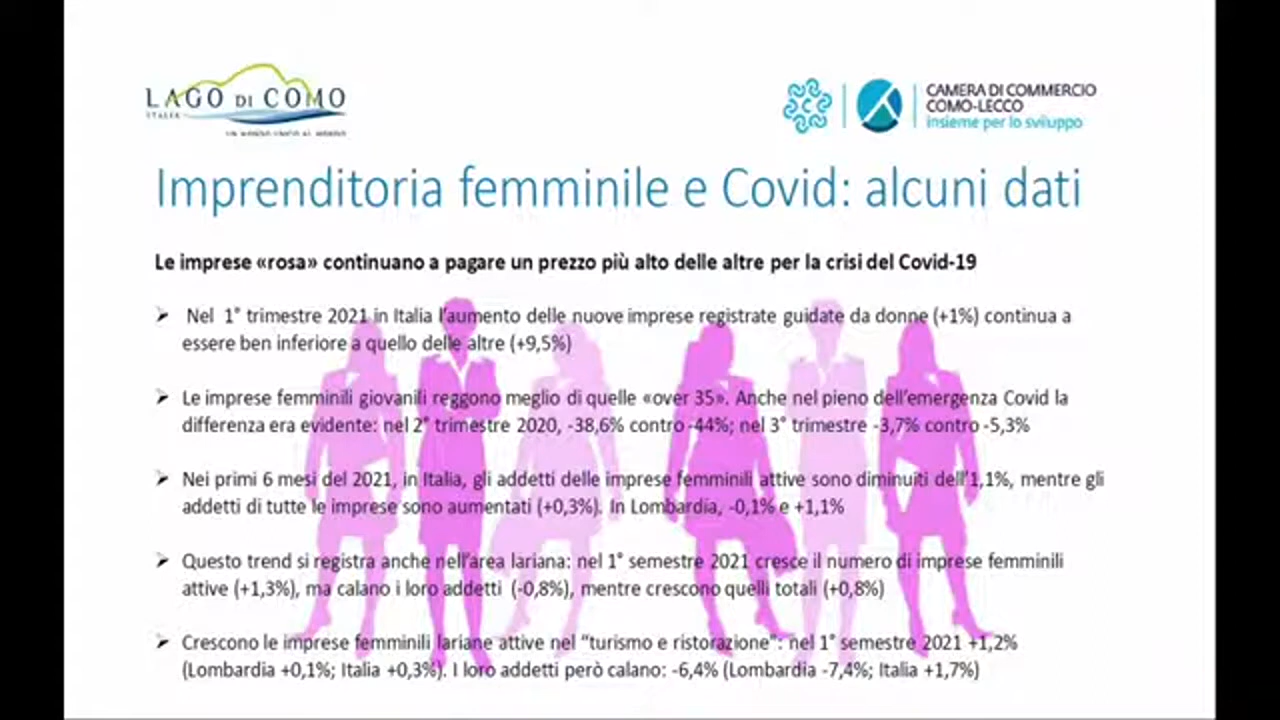 LAGO DI COMO
ITALIA
UN MONDO UNICO AL MONDO
CAMERA DI COMMERCIO
COMO-LECCO
insieme per lo sviluppo
Imprenditoria femminile e Covid: alcuni dati
Le imprese «rosa» continuano a pagare un prezzo più alto delle altre per la crisi del Covid-19
➤ Nel 1° trimestre 2021 in Italia l'aumento delle nuove imprese registrate guidate da donne (+1%) continua a
essere ben inferiore a quello delle altre (+9,5%)
➤ Le imprese femminili giovanili reggono meglio di quelle «over 35». Anche nel pieno dell'emergenza Covid la
differenza era evidente: nel 2° trimestre 2020, -38,6% contro -44%; nel 3° trimestre -3,7% contro -5,3%
➤ Nei primi 6 mesi del 2021, in Italia, gli addetti delle imprese femminili attive sono diminuiti dell'1,1%, mentre gli
addetti di tutte le imprese sono aumentati (+0,3%). In Lombardia, -0,1% e +1,1%
➤ Questo trend si registra anche nell'area lariana: nel 1° semestre 2021 cresce il numero di imprese femminili
attive (+1,3%), ma calano i loro addetti (-0,8%), mentre crescono quelli totali (+0,8%)
➤ Crescono le imprese femminili lariane attive nel "turismo e ristorazione": nel 1° semestre 2021 +1,2%
(Lombardia +0,1%; Italia +0,3%). I loro addetti però calano: -6,4% (Lombardia -7,4%; Italia +1,7%)